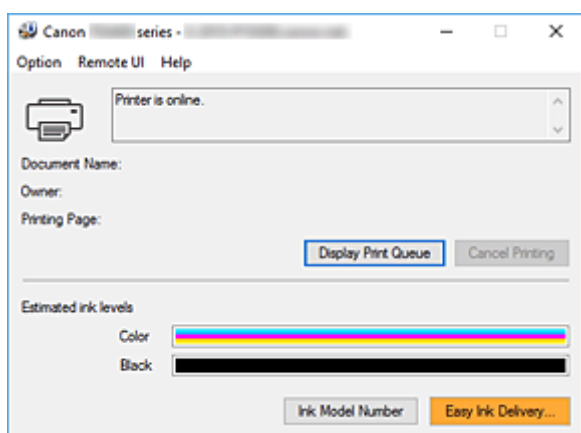 Canon series -
Option Remote UI Help
Printer is online.
Document Name:
Owner:
Printing Page:
Display Print Queue Cancel Printing
Estimated ink levels
Color
Black
Ink Model Number Easy Ink Delivery...